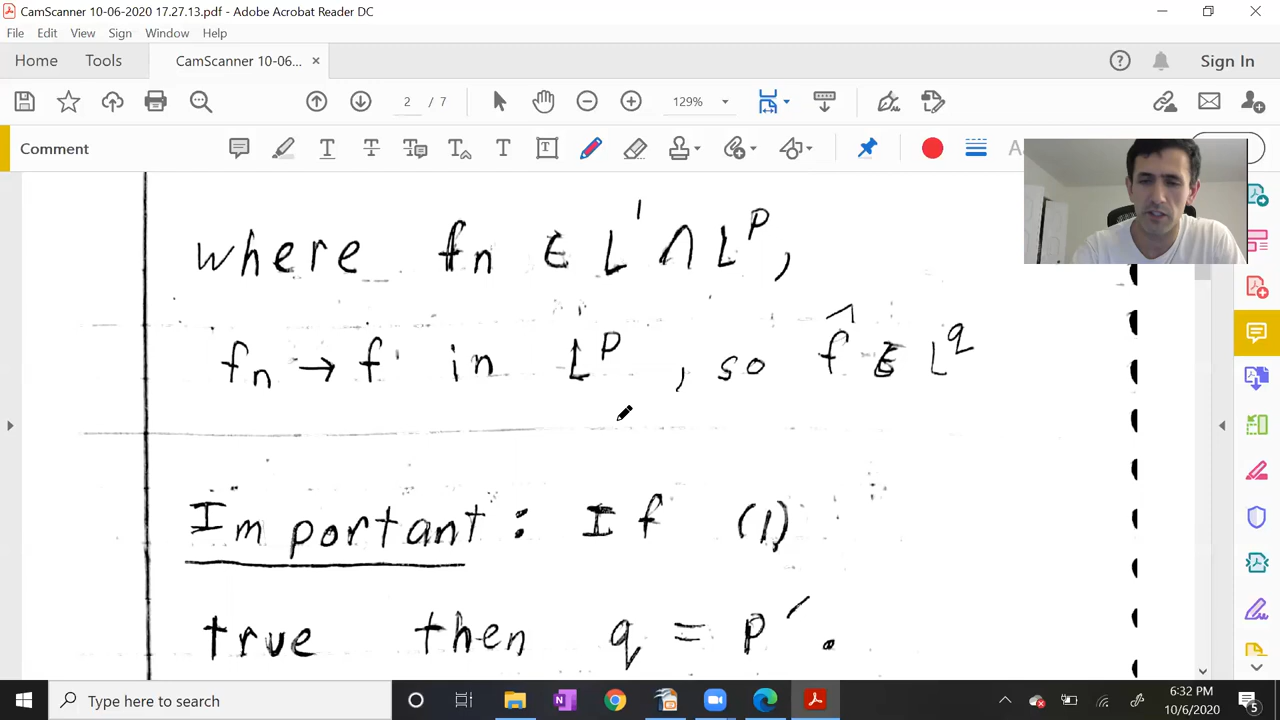 CamScanner 10-06-2020 17.27.13.pdf - Adobe Acrobat Reader DC
File Edit View Sign Window Help
Home Tools CamScanner 10-06... × Sign In
2 / 7 129%
Comment
where fn ∈ L¹ ∩ Lᵖ,
fn → f in Lᵖ, so f̂ ∈ L^q
Important: If (1)
true then q = p′.
Type here to search
6:32 PM
10/6/2020
5